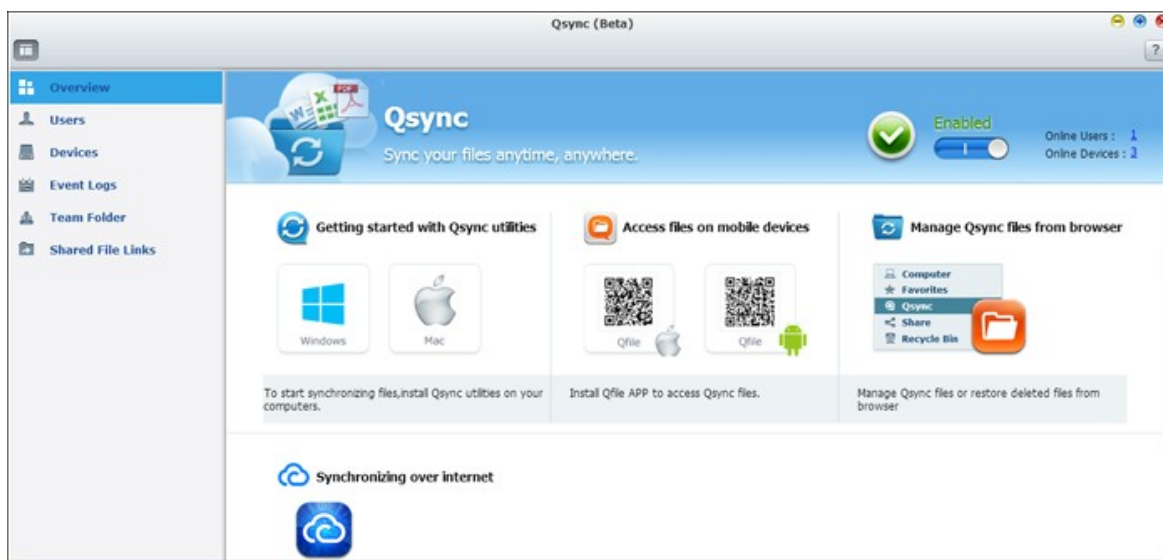 Qsync (Beta)
?
Overview
Users
Devices
Event Logs
Team Folder
Shared File Links
W
X
PDF
Qsync
Sync your files anytime, anywhere.
Enabled
Online Users : 1
Online Devices : 3
Getting started with Qsync utilities
Windows
Mac
To start synchronizing files,install Qsync utilities on your
computers.
Access files on mobile devices
Qfile
Qfile
Install Qfile APP to access Qsync files.
Manage Qsync files from browser
Computer
Favorites
Qsync
Share
Recycle Bin
Manage Qsync files or restore deleted files from
browser
Synchronizing over internet